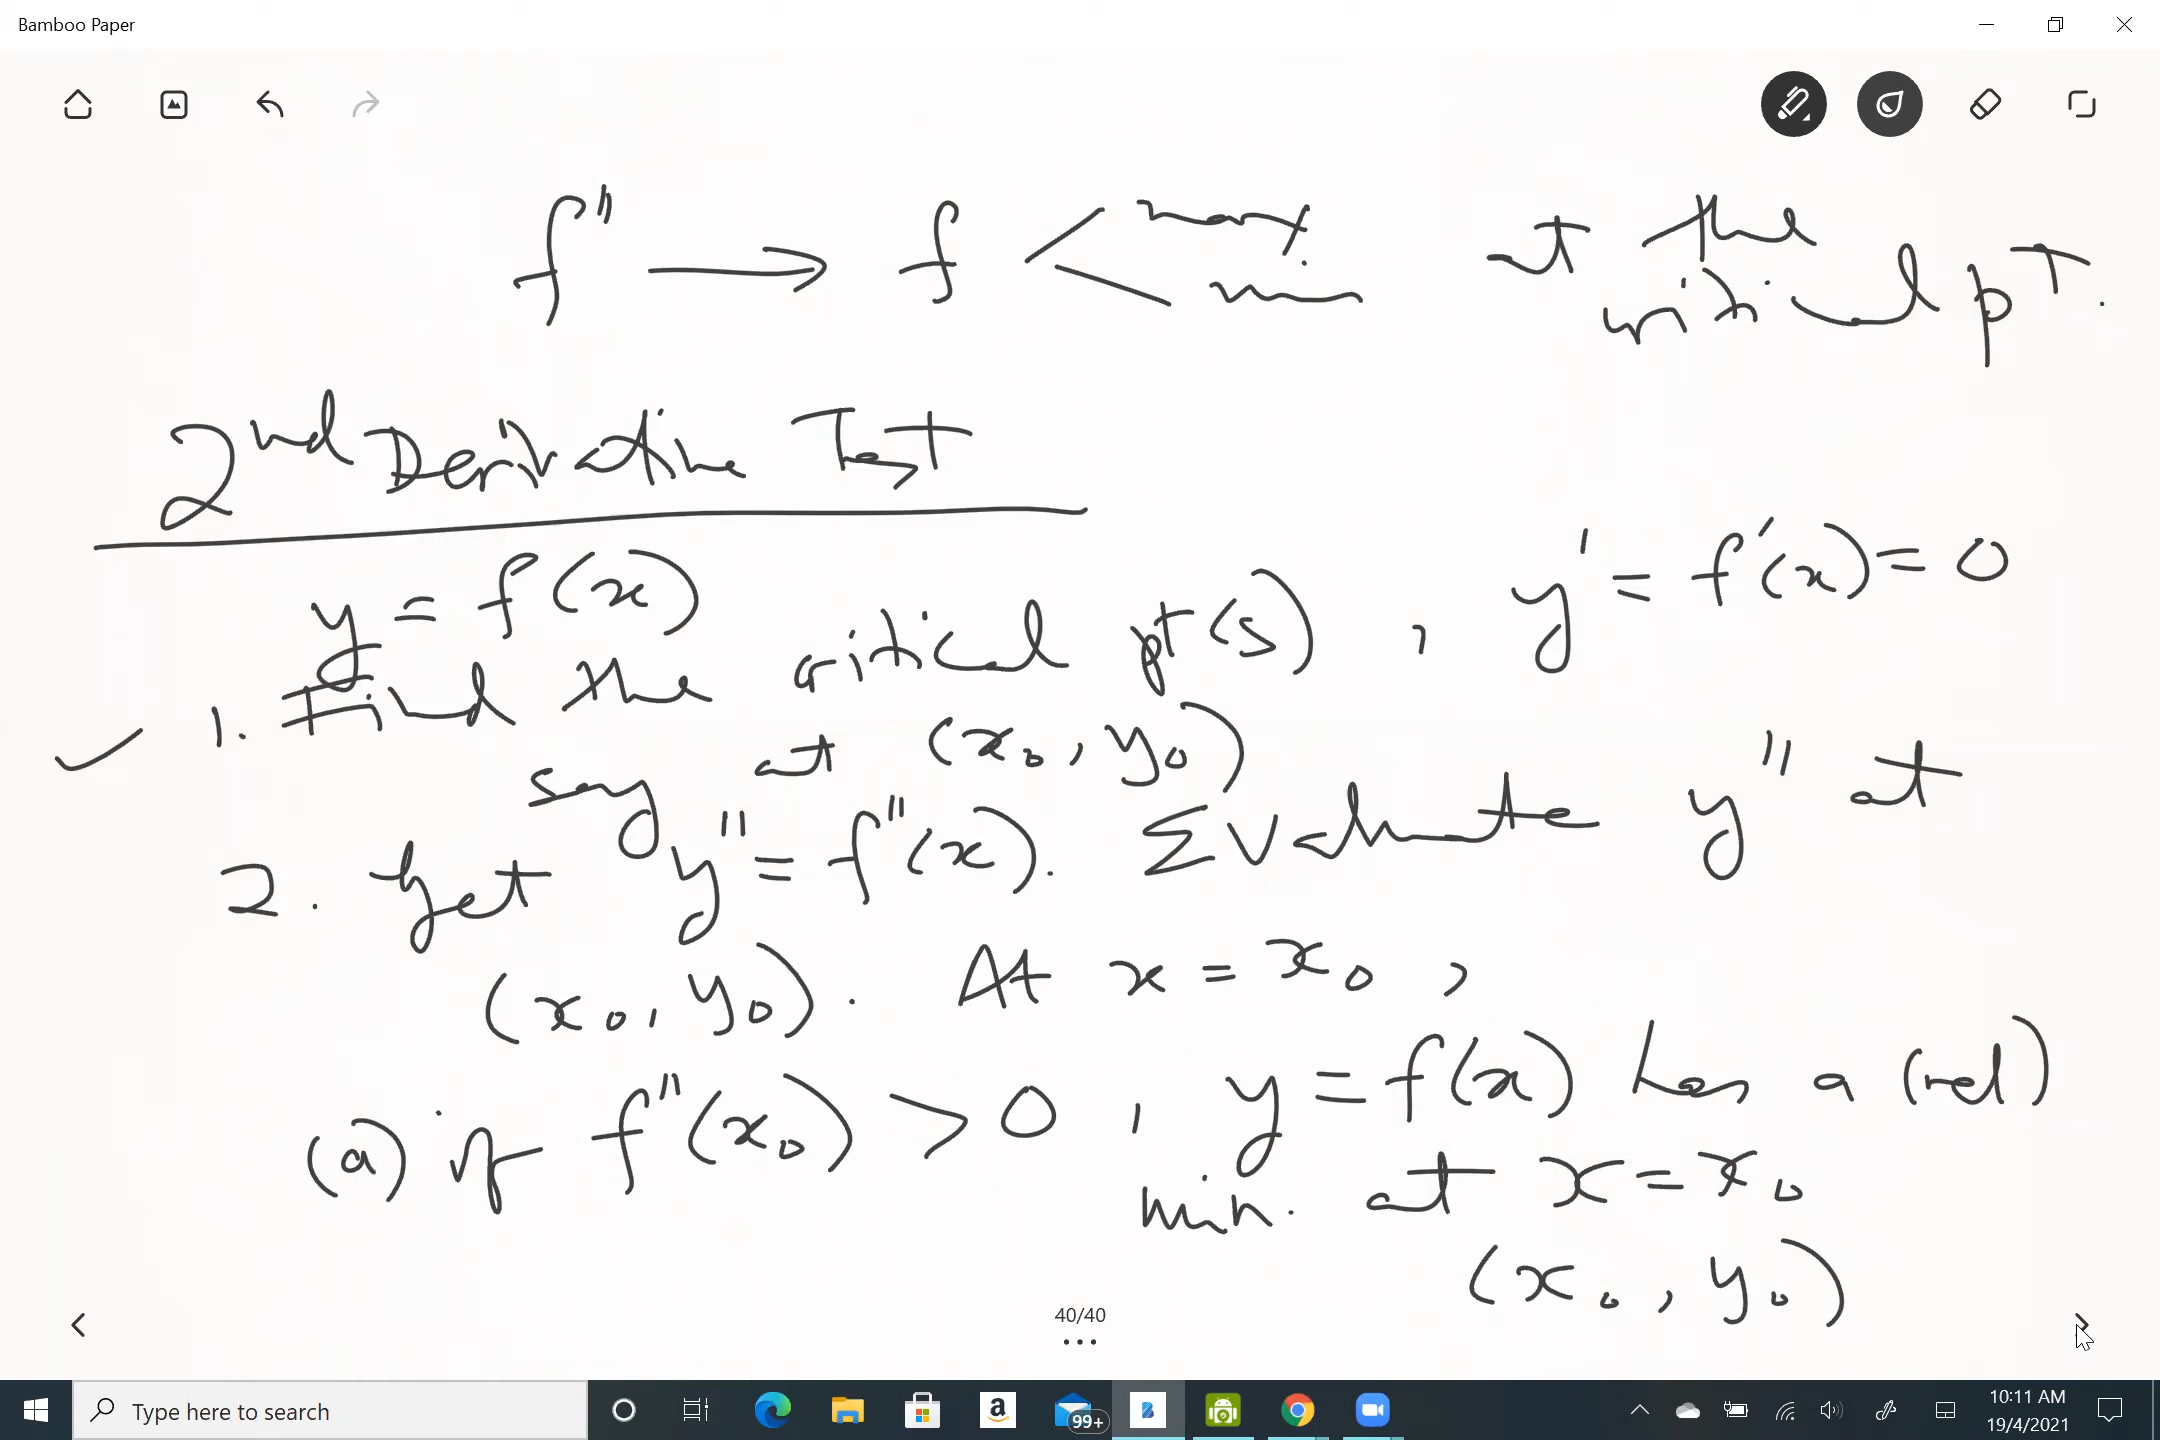 Bamboo Paper
f" → f < max. min at the
critical pt.
2nd Derivative Test
y = f(x)
1. Find the critical pt(s), y' = f'(x) = 0
say at (x₀, y₀)
2. Get y" = f"(x). Evaluate y" at
(x₀, y₀). At x = x₀,
(a) if f"(x₀) > 0, y = f(x) has a (rel)
min. at x = x₀
(x₀, y₀)
40/40
Type here to search
99+
10:11 AM
19/4/2021